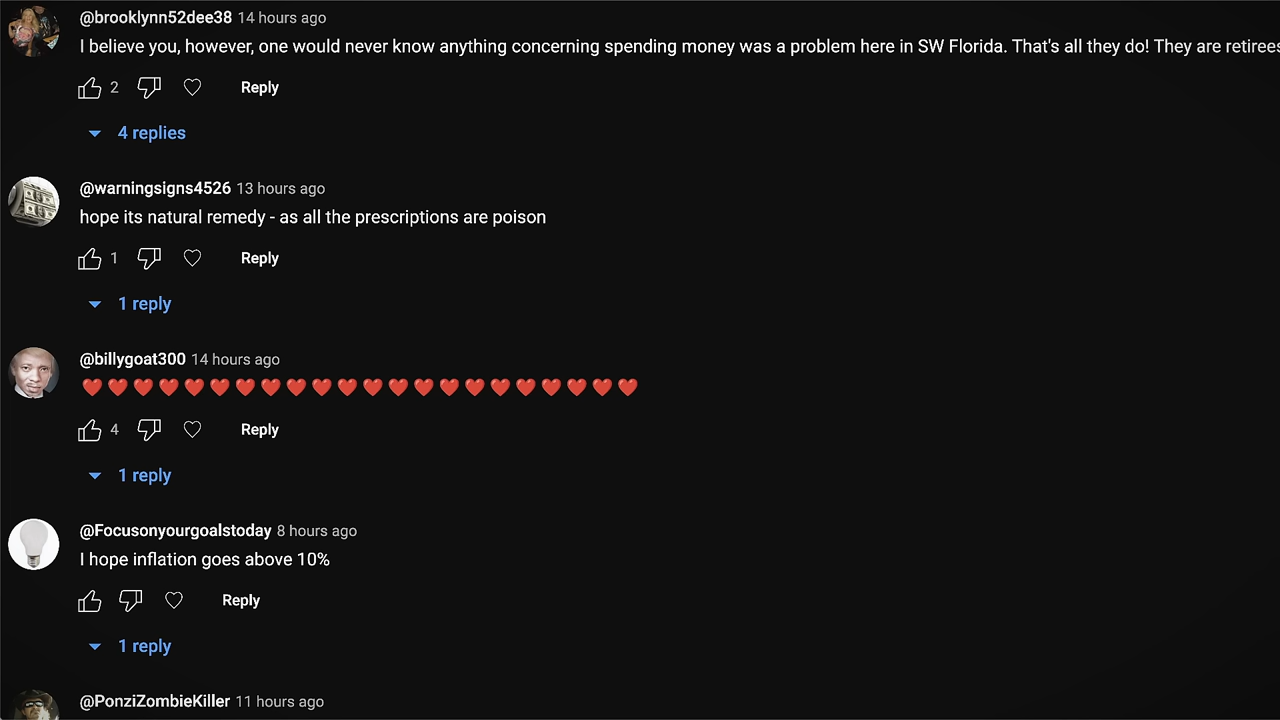 @brooklynn52dee38 14 hours ago
I believe you, however, one would never know anything concerning spending money was a problem here in SW Florida. That's all they do! They are retirees
2 Reply
4 replies
@warningsigns4526 13 hours ago
hope its natural remedy - as all the prescriptions are poison
1 Reply
1 reply
@billygoat300 14 hours ago
❤️❤️❤️❤️❤️❤️❤️❤️❤️❤️❤️❤️❤️❤️❤️❤️❤️❤️❤️❤️❤️❤️
4 Reply
1 reply
@Focusonyourgoalstoday 8 hours ago
I hope inflation goes above 10%
Reply
1 reply
@PonziZombieKiller 11 hours ago